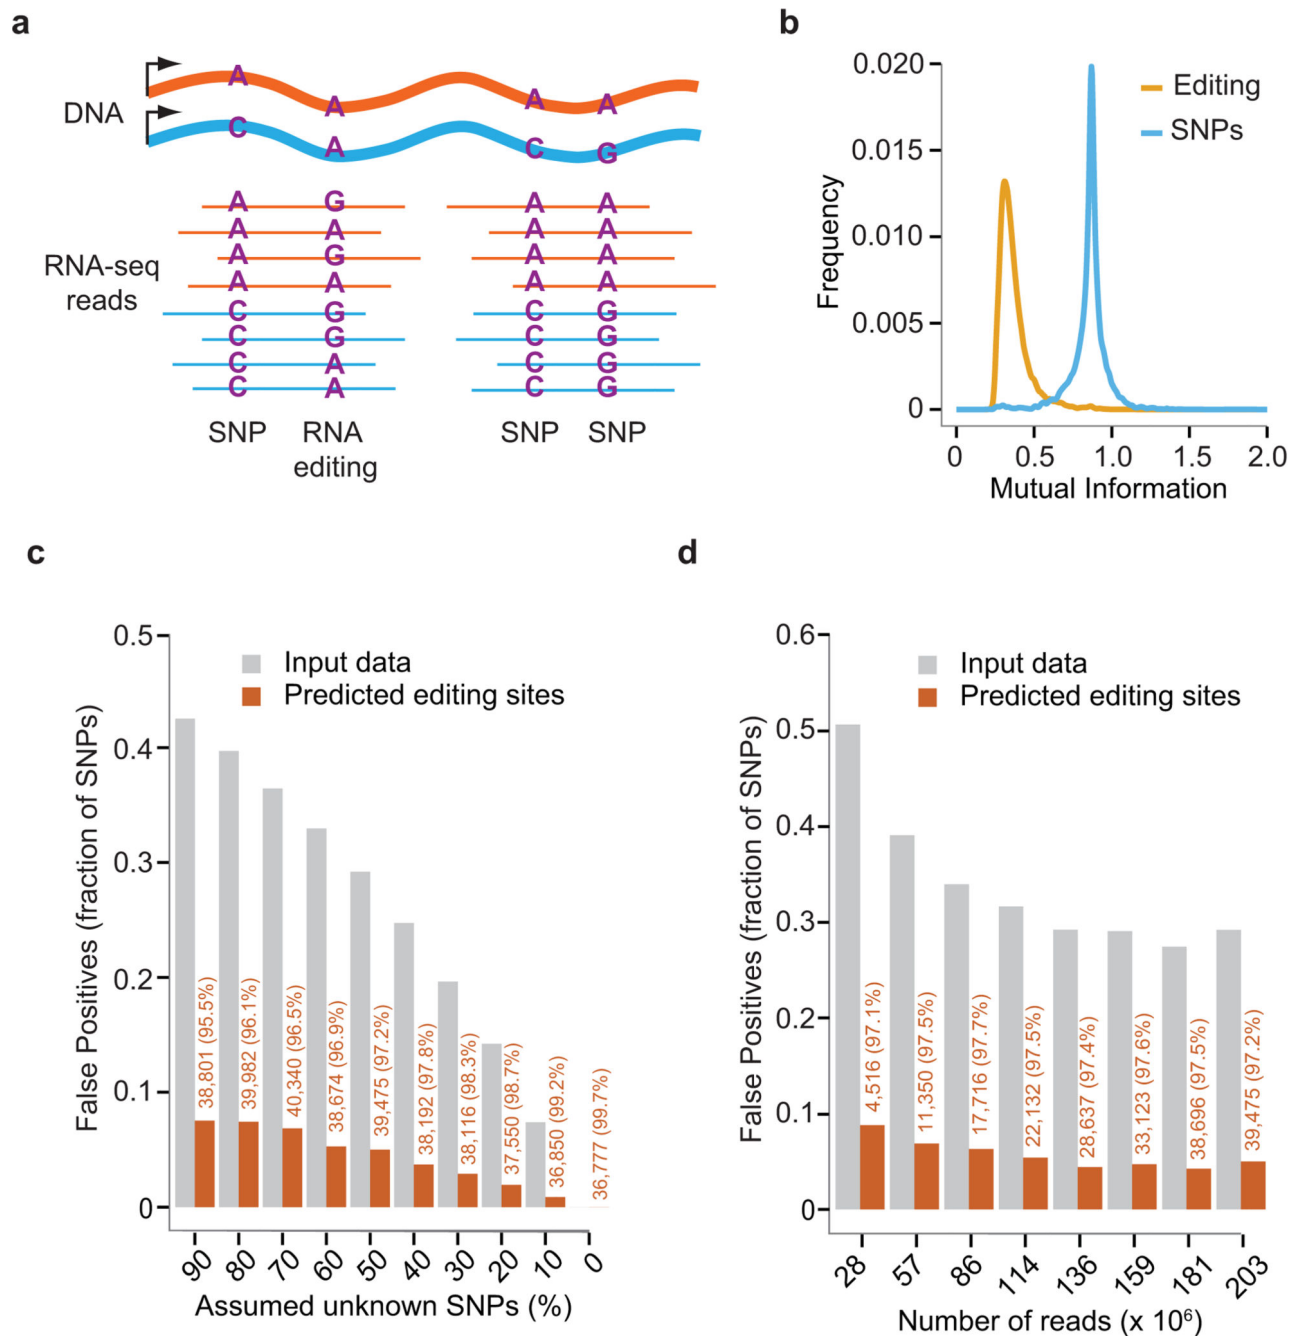 a
DNA
A
A
A
A
C
A
C
G
RNA-seq
reads
A G
A A
A G
A A
C G
C G
C A
C A
A A
A A
A A
A A
C G
C G
C G
C G
SNP
RNA
editing
SNP
SNP
b
Frequency
0.020
0.015
0.010
0.005
0
Editing
SNPs
0 0.5 1.0 1.5 2.0
Mutual Information
c
False Positives (fraction of SNPs)
0.5
0.4
0.3
0.2
0.1
0
Input data
Predicted editing sites
38,801 (95.5%)
39,982 (96.1%)
40,340 (96.5%)
38,674 (96.9%)
39,475 (97.2%)
38,192 (97.8%)
38,116 (98.3%)
37,550 (98.7%)
36,850 (99.2%)
36,777 (99.7%)
90 80 70 60 50 40 30 20 10 0
Assumed unknown SNPs (%)
d
False Positives (fraction of SNPs)
0.6
0.5
0.4
0.3
0.2
0.1
0
Input data
Predicted editing sites
4,516 (97.1%)
11,350 (97.5%)
17,716 (97.7%)
22,132 (97.5%)
28,637 (97.4%)
33,123 (97.6%)
38,696 (97.5%)
39,475 (97.2%)
28 57 86 114 136 159 181 203
Number of reads (x 10⁶)